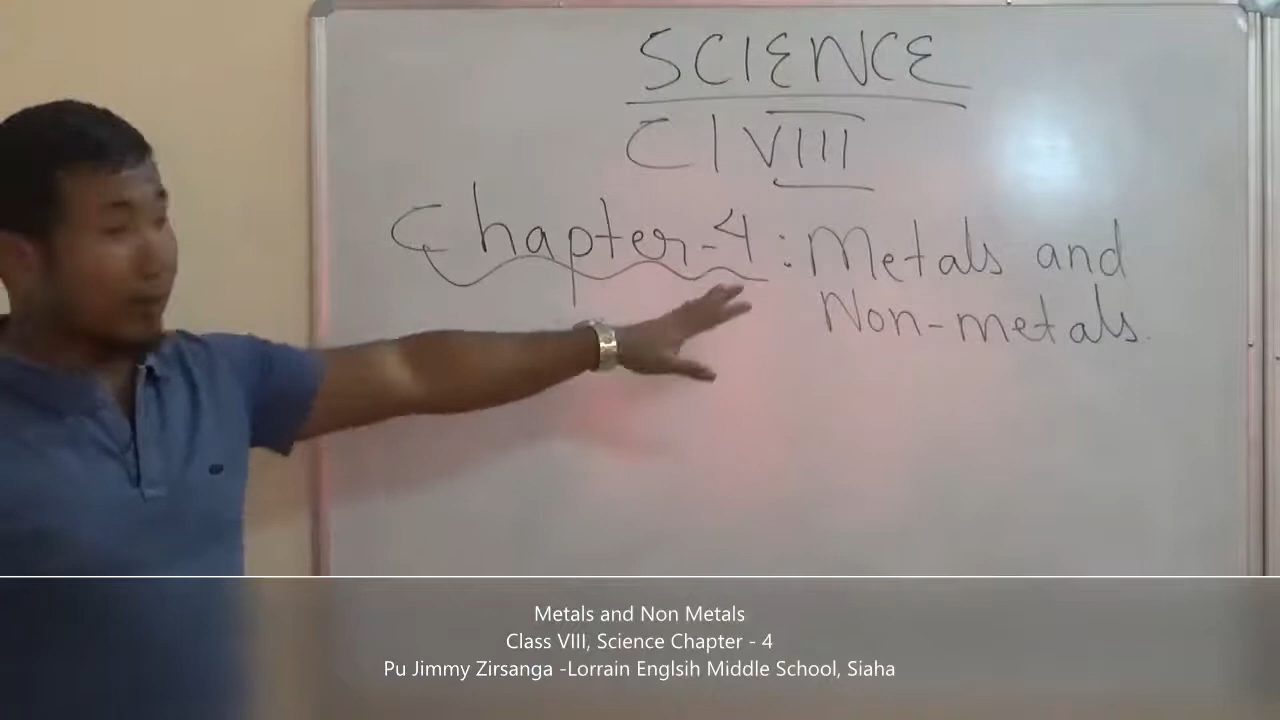 SCIENCE
Cl VIII
Chapter-4 : Metals and
Non-metals.
Metals and Non Metals
Class VIII, Science Chapter - 4
Pu Jimmy Zirsanga -Lorrain Englsih Middle School, Siaha